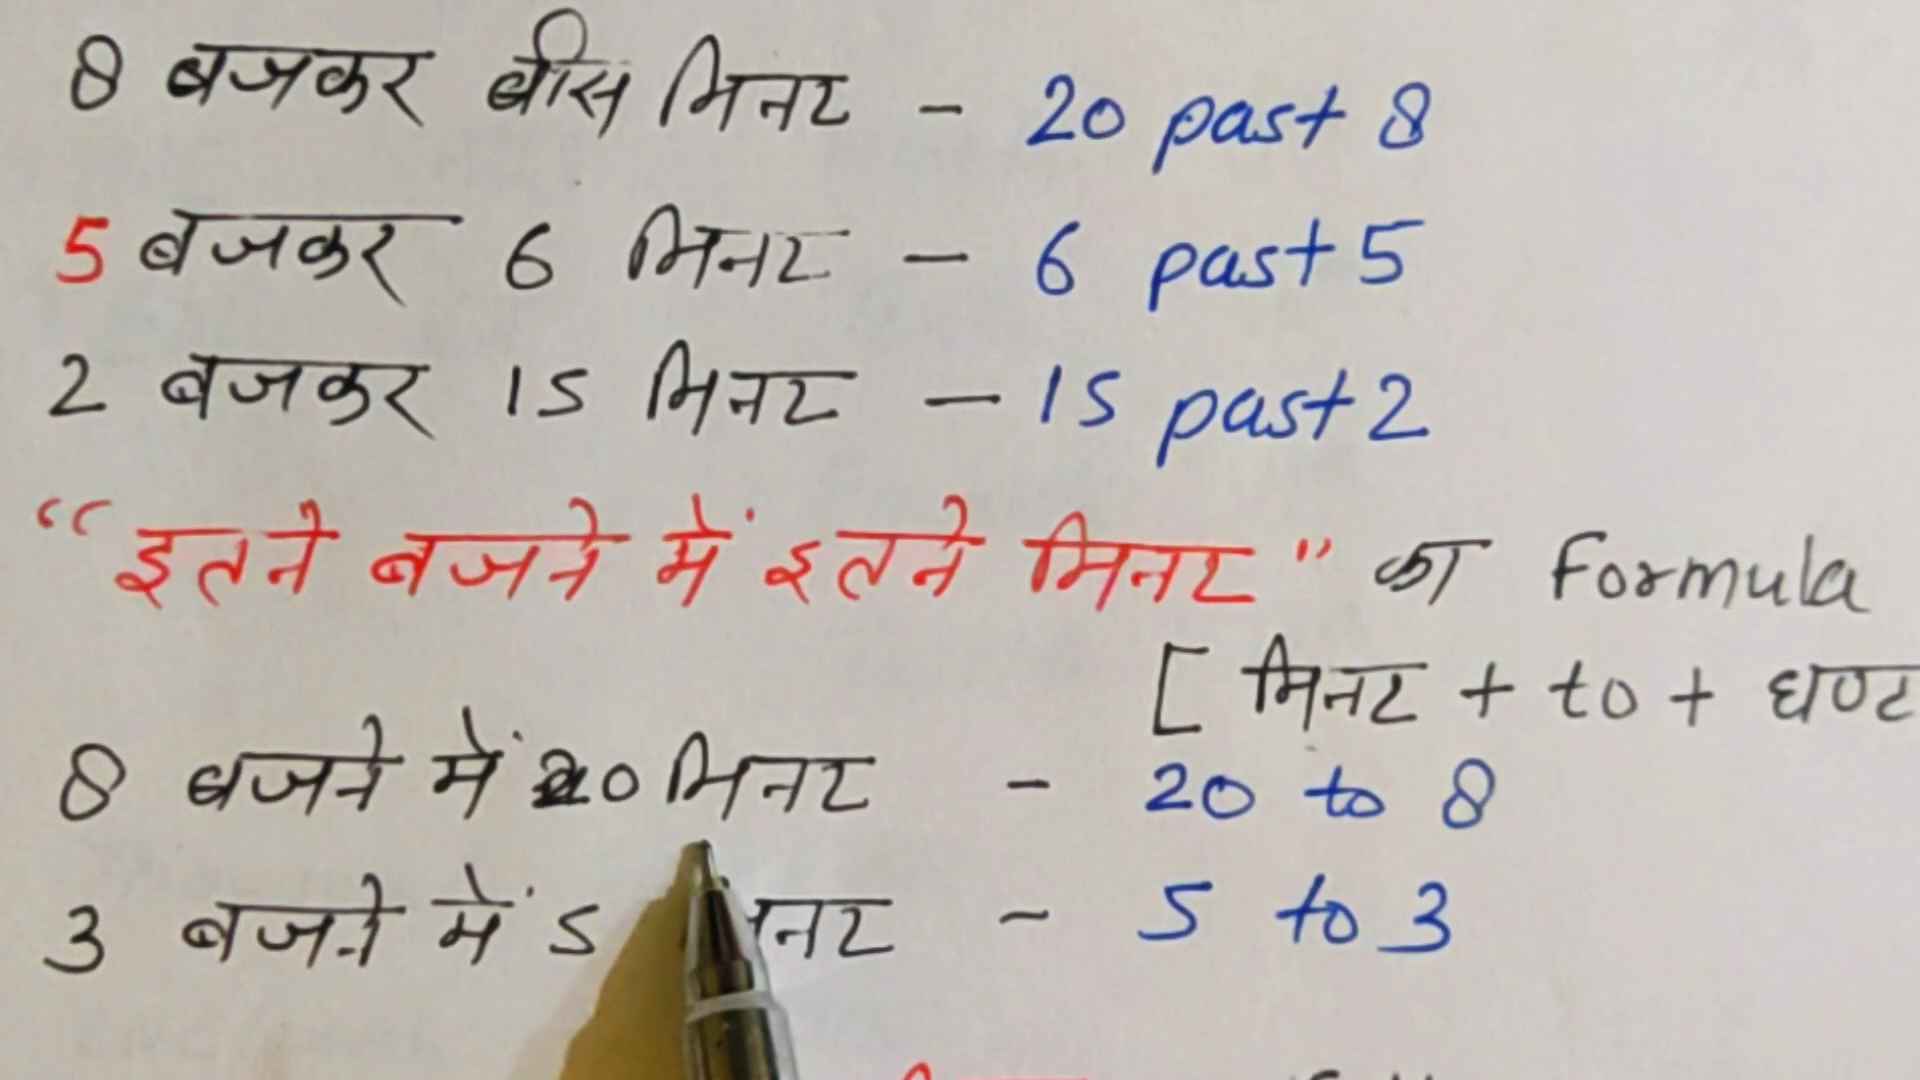 8 बजकर बीस मिनट - 20 past 8
5 बजकर 6 मिनट - 6 past 5
2 बजकर 15 मिनट - 15 past 2
“इतने बजने में इतने मिनट” का Formula
[ मिनट + to +
8 बजने में 20 मिनट - 20 to 8
3 बजने में 5 - 5 to 3